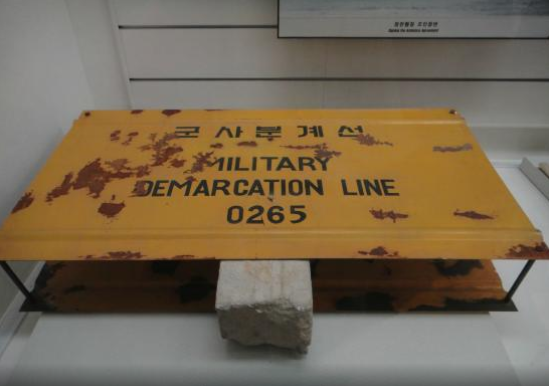 군사분계선
MILITARY
DEMARCATION LINE
0265